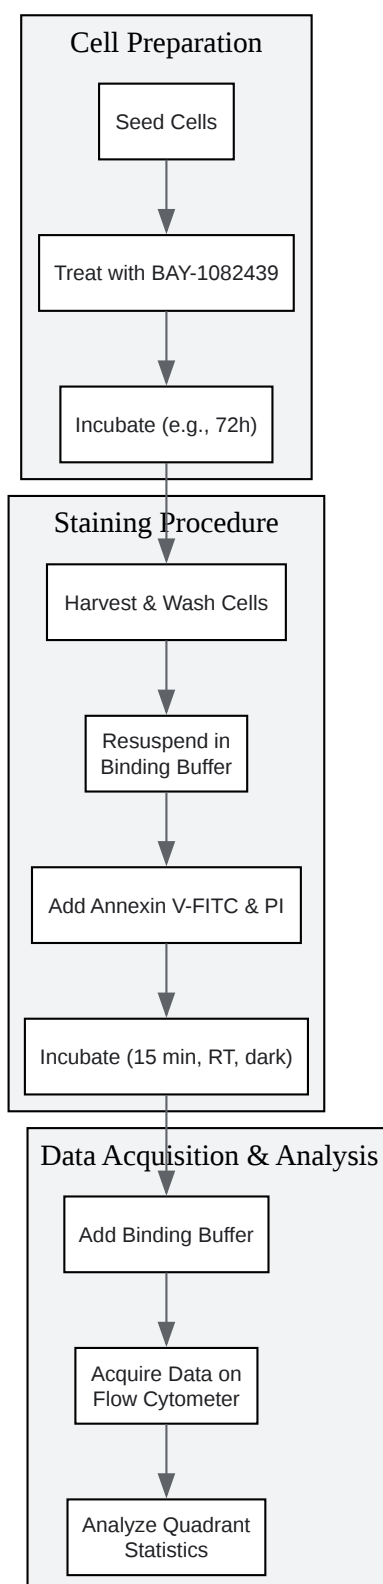 Cell Preparation
Seed Cells
Treat with BAY-1082439
Incubate (e.g., 72h)
Staining Procedure
Harvest & Wash Cells
Resuspend in
Binding Buffer
Add Annexin V-FITC & PI
Incubate (15 min, RT, dark)
Data Acquisition & Analysis
Add Binding Buffer
Acquire Data on
Flow Cytometer
Analyze Quadrant
Statistics